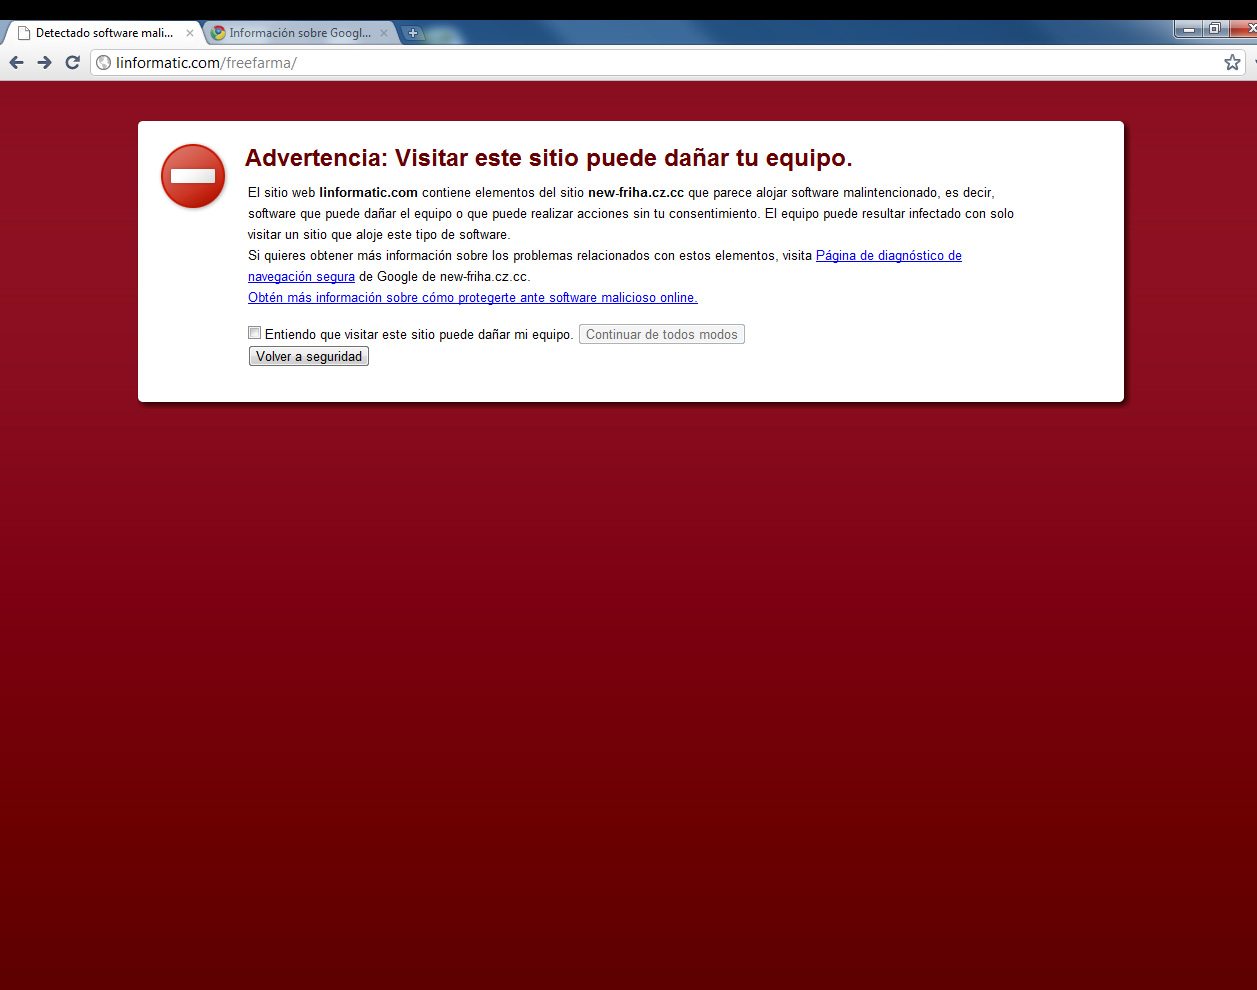 Detectado software mali...
Información sobre Googl...
linformatic.com/freefarma/
Advertencia: Visitar este sitio puede dañar tu equipo.
El sitio web linformatic.com contiene elementos del sitio new-friha.cz.cc que parece alojar software malintencionado, es decir,
software que puede dañar el equipo o que puede realizar acciones sin tu consentimiento. El equipo puede resultar infectado con solo
visitar un sitio que aloje este tipo de software.
Si quieres obtener más información sobre los problemas relacionados con estos elementos, visita Página de diagnóstico de
navegación segura de Google de new-friha.cz.cc.
Obtén más información sobre cómo protegerte ante software malicioso online.
Entiendo que visitar este sitio puede dañar mi equipo. Continuar de todos modos
Volver a seguridad